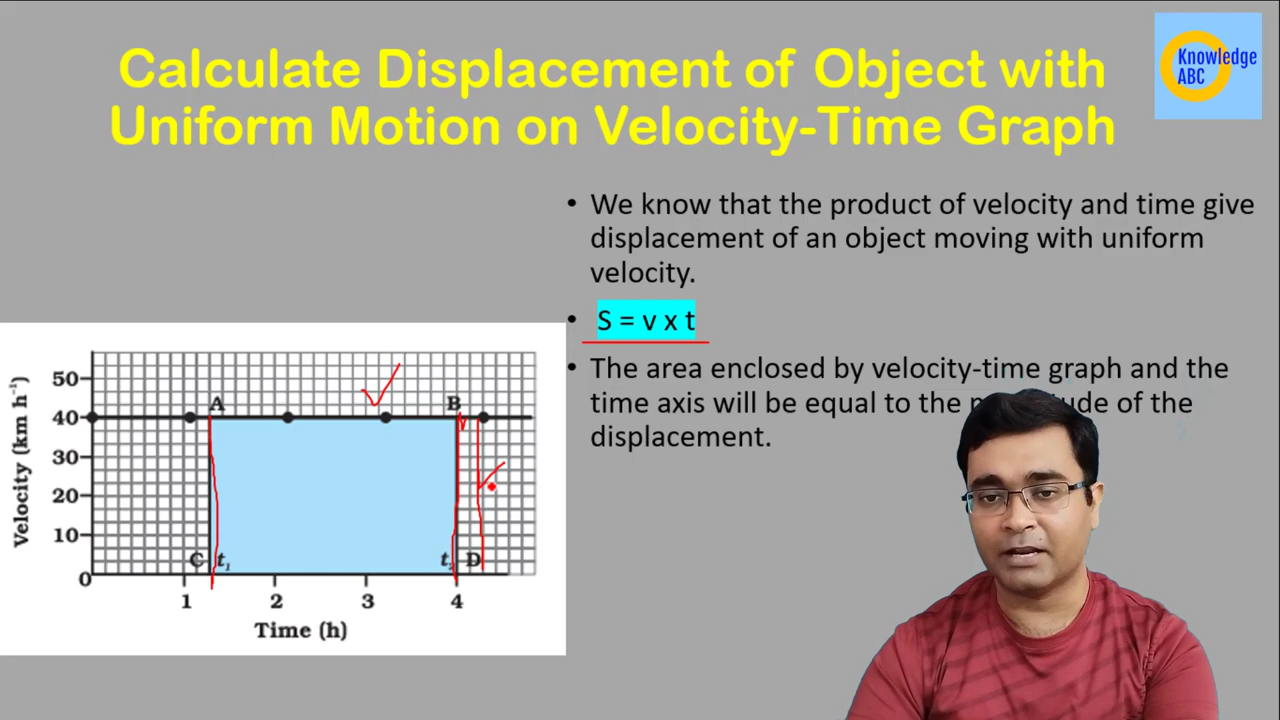 Calculate Displacement of Object with
Uniform Motion on Velocity-Time Graph
Knowledge
ABC
• We know that the product of velocity and time give
displacement of an object moving with uniform
velocity.
• S = v x t
• The area enclosed by velocity-time graph and the
time axis will be equal to the of the
displacement.
Velocity (km h⁻¹)
50
40
30
20
10
0
A B
C t₁ t D
1 2 3 4
Time (h)